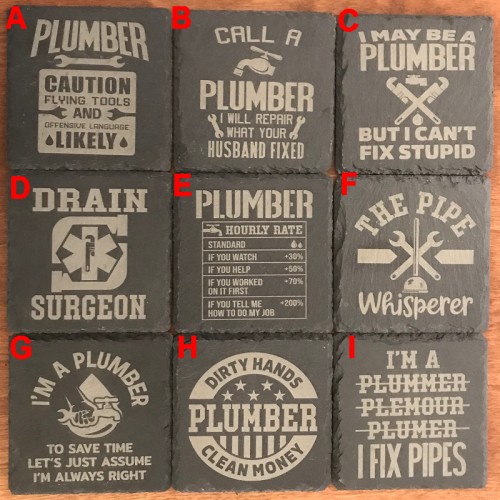 A
PLUMBER
CAUTION
FLYING TOOLS
AND
OFFENSIVE LANGUAGE
LIKELY
B
CALL A
PLUMBER
I WILL REPAIR
WHAT YOUR
HUSBAND FIXED
C
I MAY BE A
PLUMBER
BUT I CAN'T
FIX STUPID
D
DRAIN
S
SURGEON
E
PLUMBER
HOURLY RATE
STANDARD
IF YOU WATCH +30%
IF YOU HELP +50%
IF YOU WORKED +70%
ON IT FIRST
IF YOU TELL ME +200%
HOW TO DO MY JOB
F
THE PIPE
Whisperer
G
I'M A PLUMBER
TO SAVE TIME
LET'S JUST ASSUME
I'M ALWAYS RIGHT
H
DIRTY HANDS
PLUMBER
CLEAN MONEY
I
I'M A
PLUMMER
PLEMOUR
PLUMER
I FIX PIPES